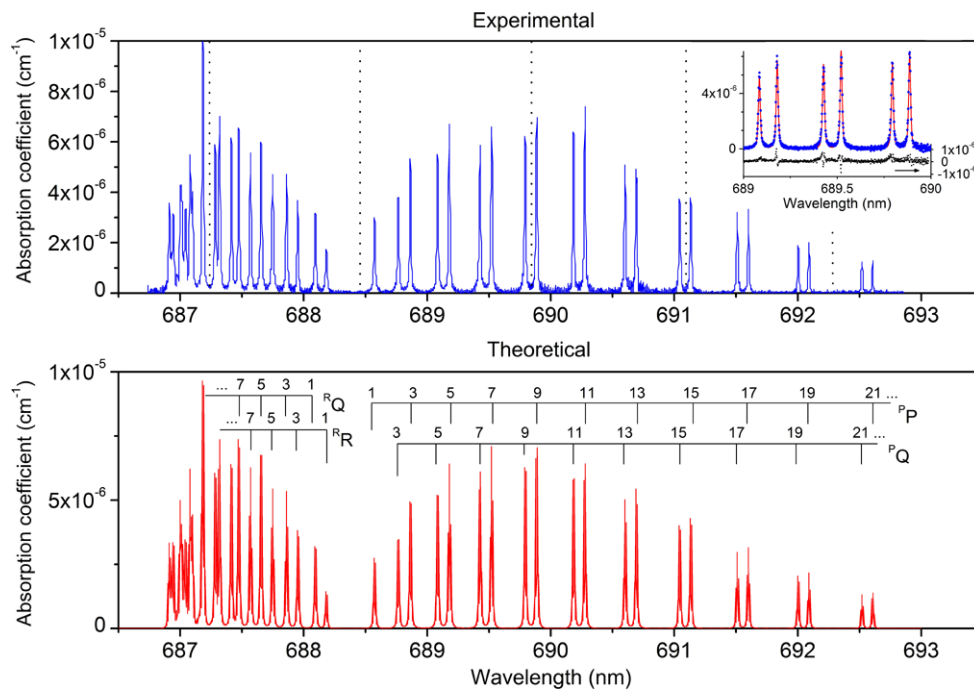 Experimental
Absorption coefficient (cm⁻¹)
1x10⁻⁵
8x10⁻⁶
6x10⁻⁶
4x10⁻⁶
2x10⁻⁶
0
687 688 689 690 691 692 693
4x10⁻⁶
0
1x10⁻⁶
0
-1x10⁻⁶
689 689.5 690
Wavelength (nm)
Theoretical
Absorption coefficient (cm⁻¹)
1x10⁻⁵
5x10⁻⁶
0
... 7 5 3 1 ᴿQ
... 7 5 3 1 ᴿR
1 3 5 7 9 11 13 15 17 19 21 ... ᴾP
3 5 7 9 11 13 15 17 19 21 ... ᴾQ
687 688 689 690 691 692 693
Wavelength (nm)